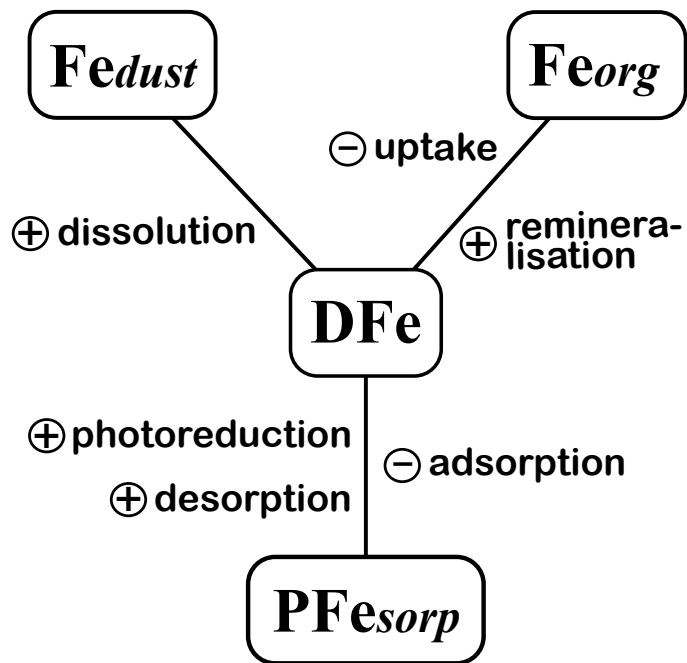 Fedust
Feorg
⊖ uptake
⊕ dissolution
⊕ reminera-
lisation
DFe
⊕ photoreduction
⊖ adsorption
⊕ desorption
PFesorp